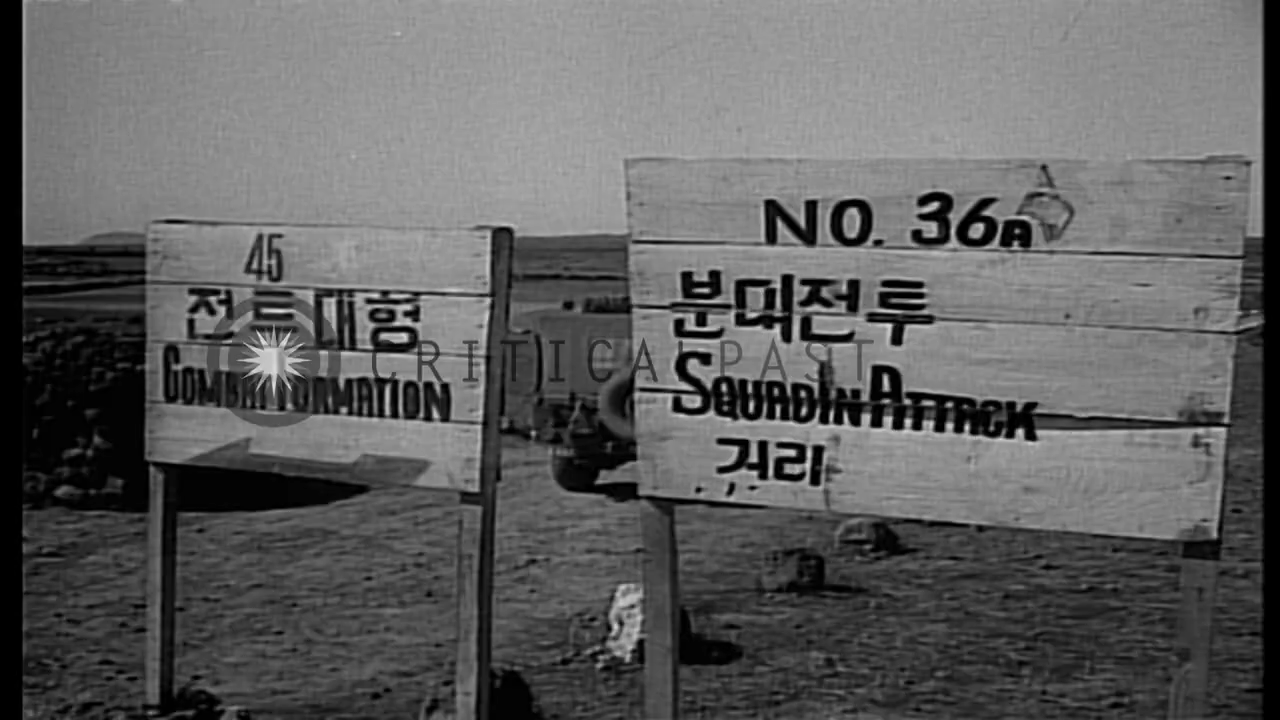 45
전투대형
COMBAT FORMATION
NO. 36A
분대전투
SQUAD IN ATTACK
거리
CRITICALPAST